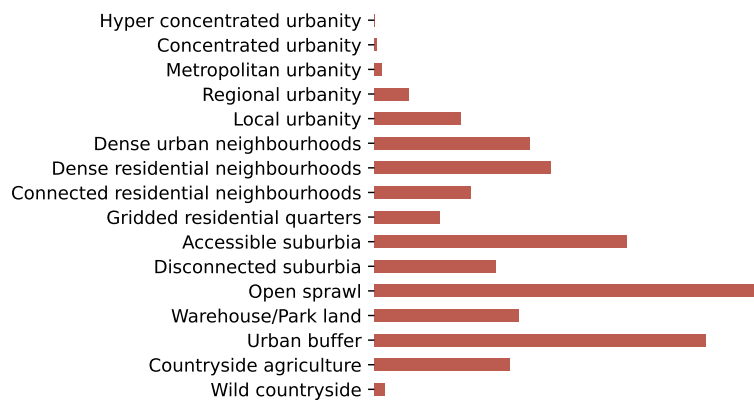 Hyper concentrated urbanity
Concentrated urbanity
Metropolitan urbanity
Regional urbanity
Local urbanity
Dense urban neighbourhoods
Dense residential neighbourhoods
Connected residential neighbourhoods
Gridded residential quarters
Accessible suburbia
Disconnected suburbia
Open sprawl
Warehouse/Park land
Urban buffer
Countryside agriculture
Wild countryside